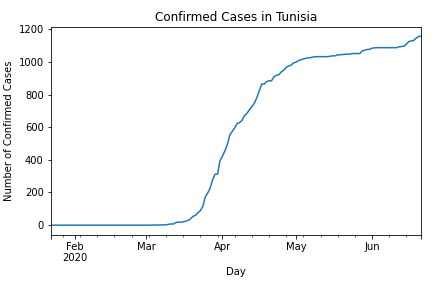 Confirmed Cases in Tunisia
1200
1000
800
600
400
200
0
Number of Confirmed Cases
Feb
2020
Mar
Apr
May
Jun
Day